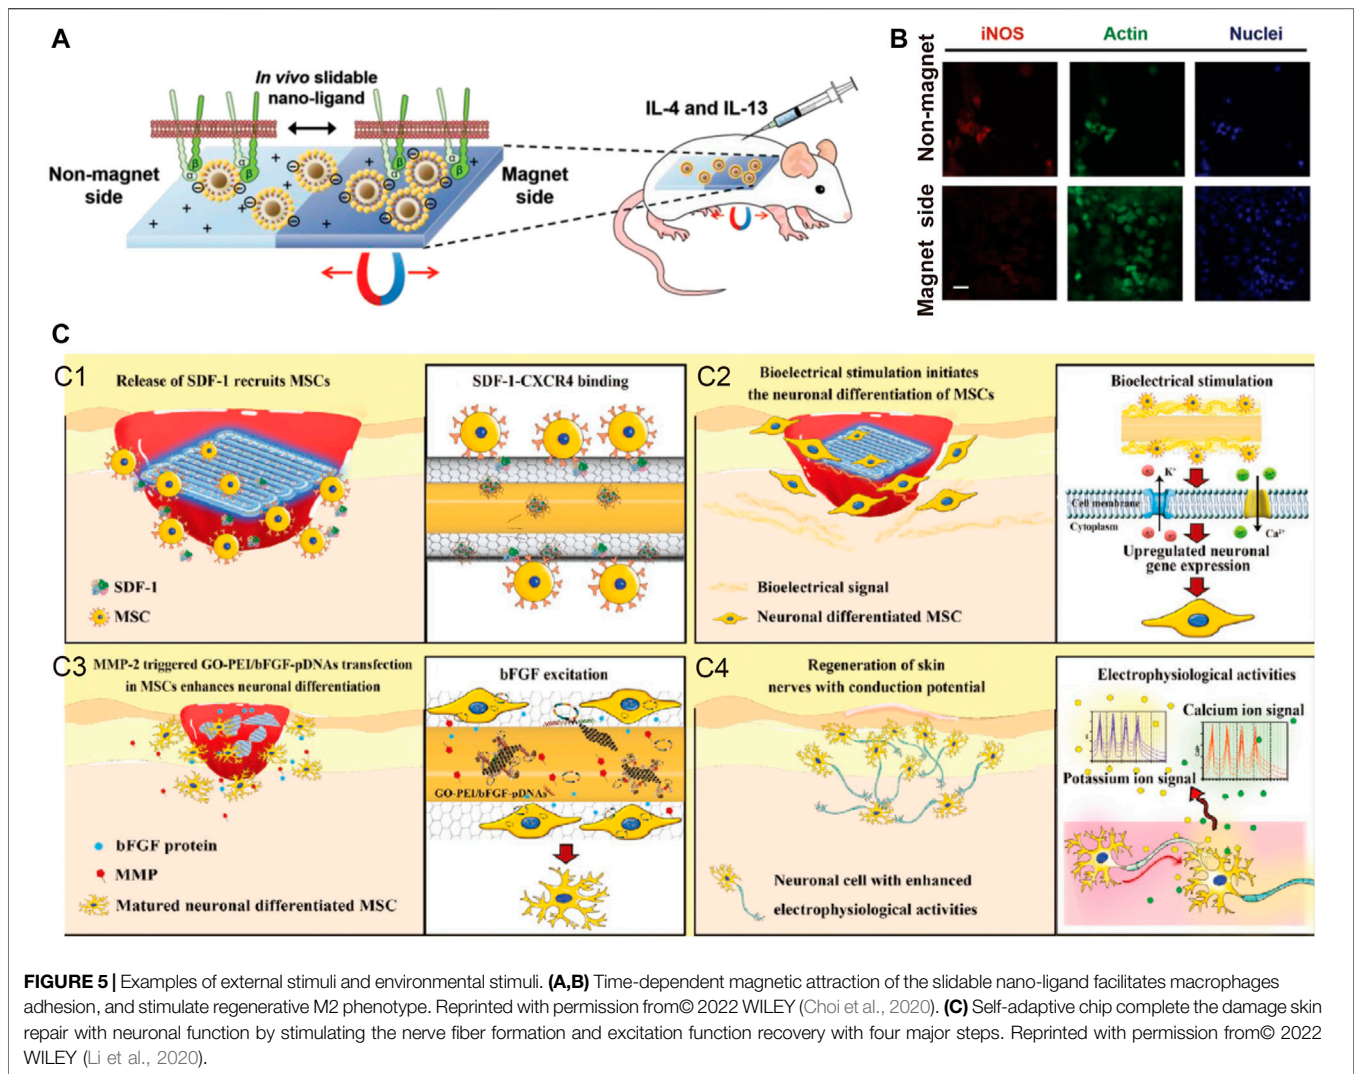 A
In vivo slidable
nano-ligand
Non-magnet
side
Magnet
side
IL-4 and IL-13
α
β
α
β
α
β
α
β
B
iNOS
Actin
Nuclei
Non-magnet
Magnet side
C
C1
Release of SDF-1 recruits MSCs
SDF-1
MSC
SDF-1-CXCR4 binding
C2
Bioelectrical stimulation initiates
the neuronal differentiation of MSCs
Bioelectrical signal
Neuronal differentiated MSC
Bioelectrical stimulation
K⁺
Cell membrane
Cytoplasm
Ca²⁺
Upregulated neuronal
gene expression
C3
MMP-2 triggered GO-PEI/bFGF-pDNAs transfection
in MSCs enhances neuronal differentiation
bFGF protein
MMP
Matured neuronal differentiated MSC
bFGF excitation
GO-PEI/bFGF-pDNAs
C4
Regeneration of skin
nerves with conduction potential
Neuronal cell with enhanced
electrophysiological activities
Electrophysiological activities
Calcium ion signal
Potassium ion signal
FIGURE 5 | Examples of external stimuli and environmental stimuli. (A,B) Time-dependent magnetic attraction of the slidable nano-ligand facilitates macrophages
adhesion, and stimulate regenerative M2 phenotype. Reprinted with permission from© 2022 WILEY (Choi et al., 2020). (C) Self-adaptive chip complete the damage skin
repair with neuronal function by stimulating the nerve fiber formation and excitation function recovery with four major steps. Reprinted with permission from© 2022
WILEY (Li et al., 2020).